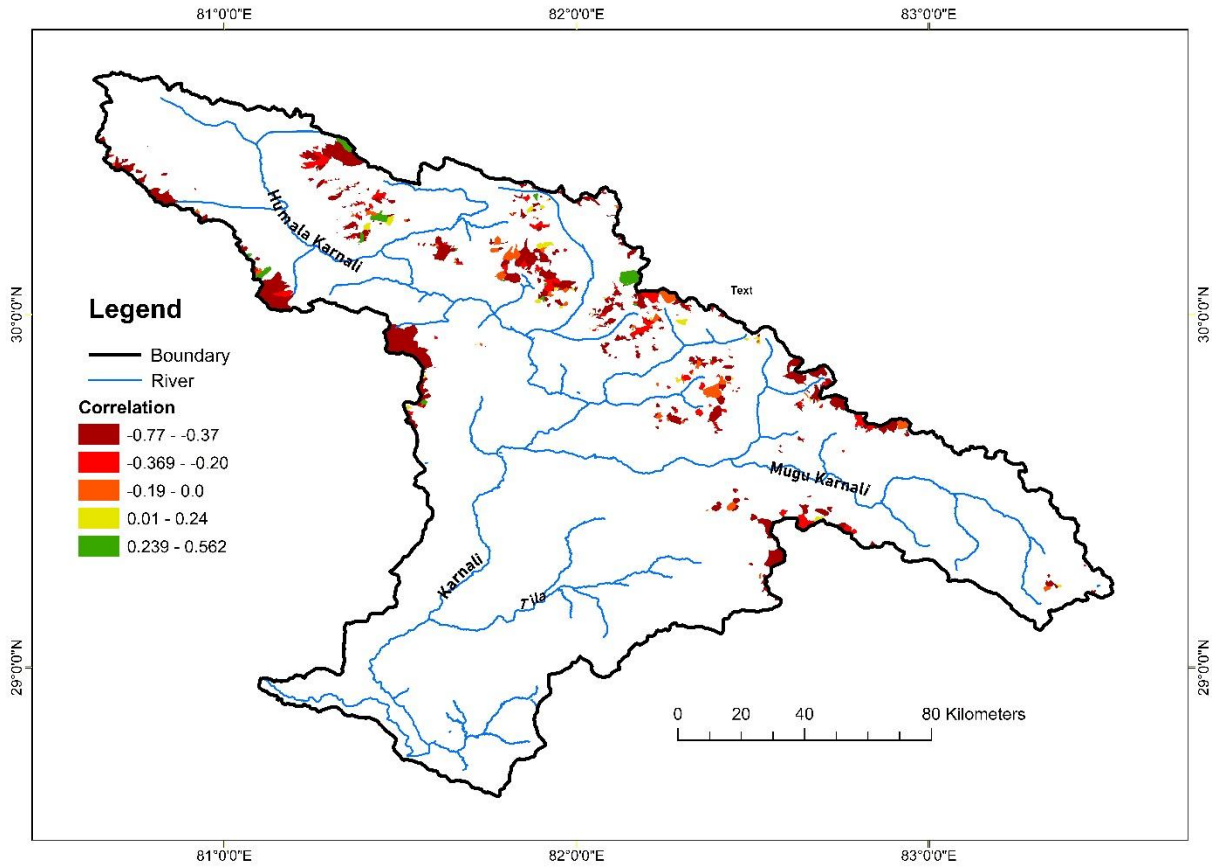 81°0'0"E
82°0'0"E
83°0'0"E
Humala Karnali
30°0'0"N
Text
30°0'0"N
Legend
Boundary
River
Correlation
-0.77 - -0.37
-0.369 - -0.20
-0.19 - 0.0
0.01 - 0.24
0.239 - 0.562
Mugu Karnali
Karnali
Tila
29°0'0"N
29°0'0"N
0 20 40 80 Kilometers
81°0'0"E
82°0'0"E
83°0'0"E